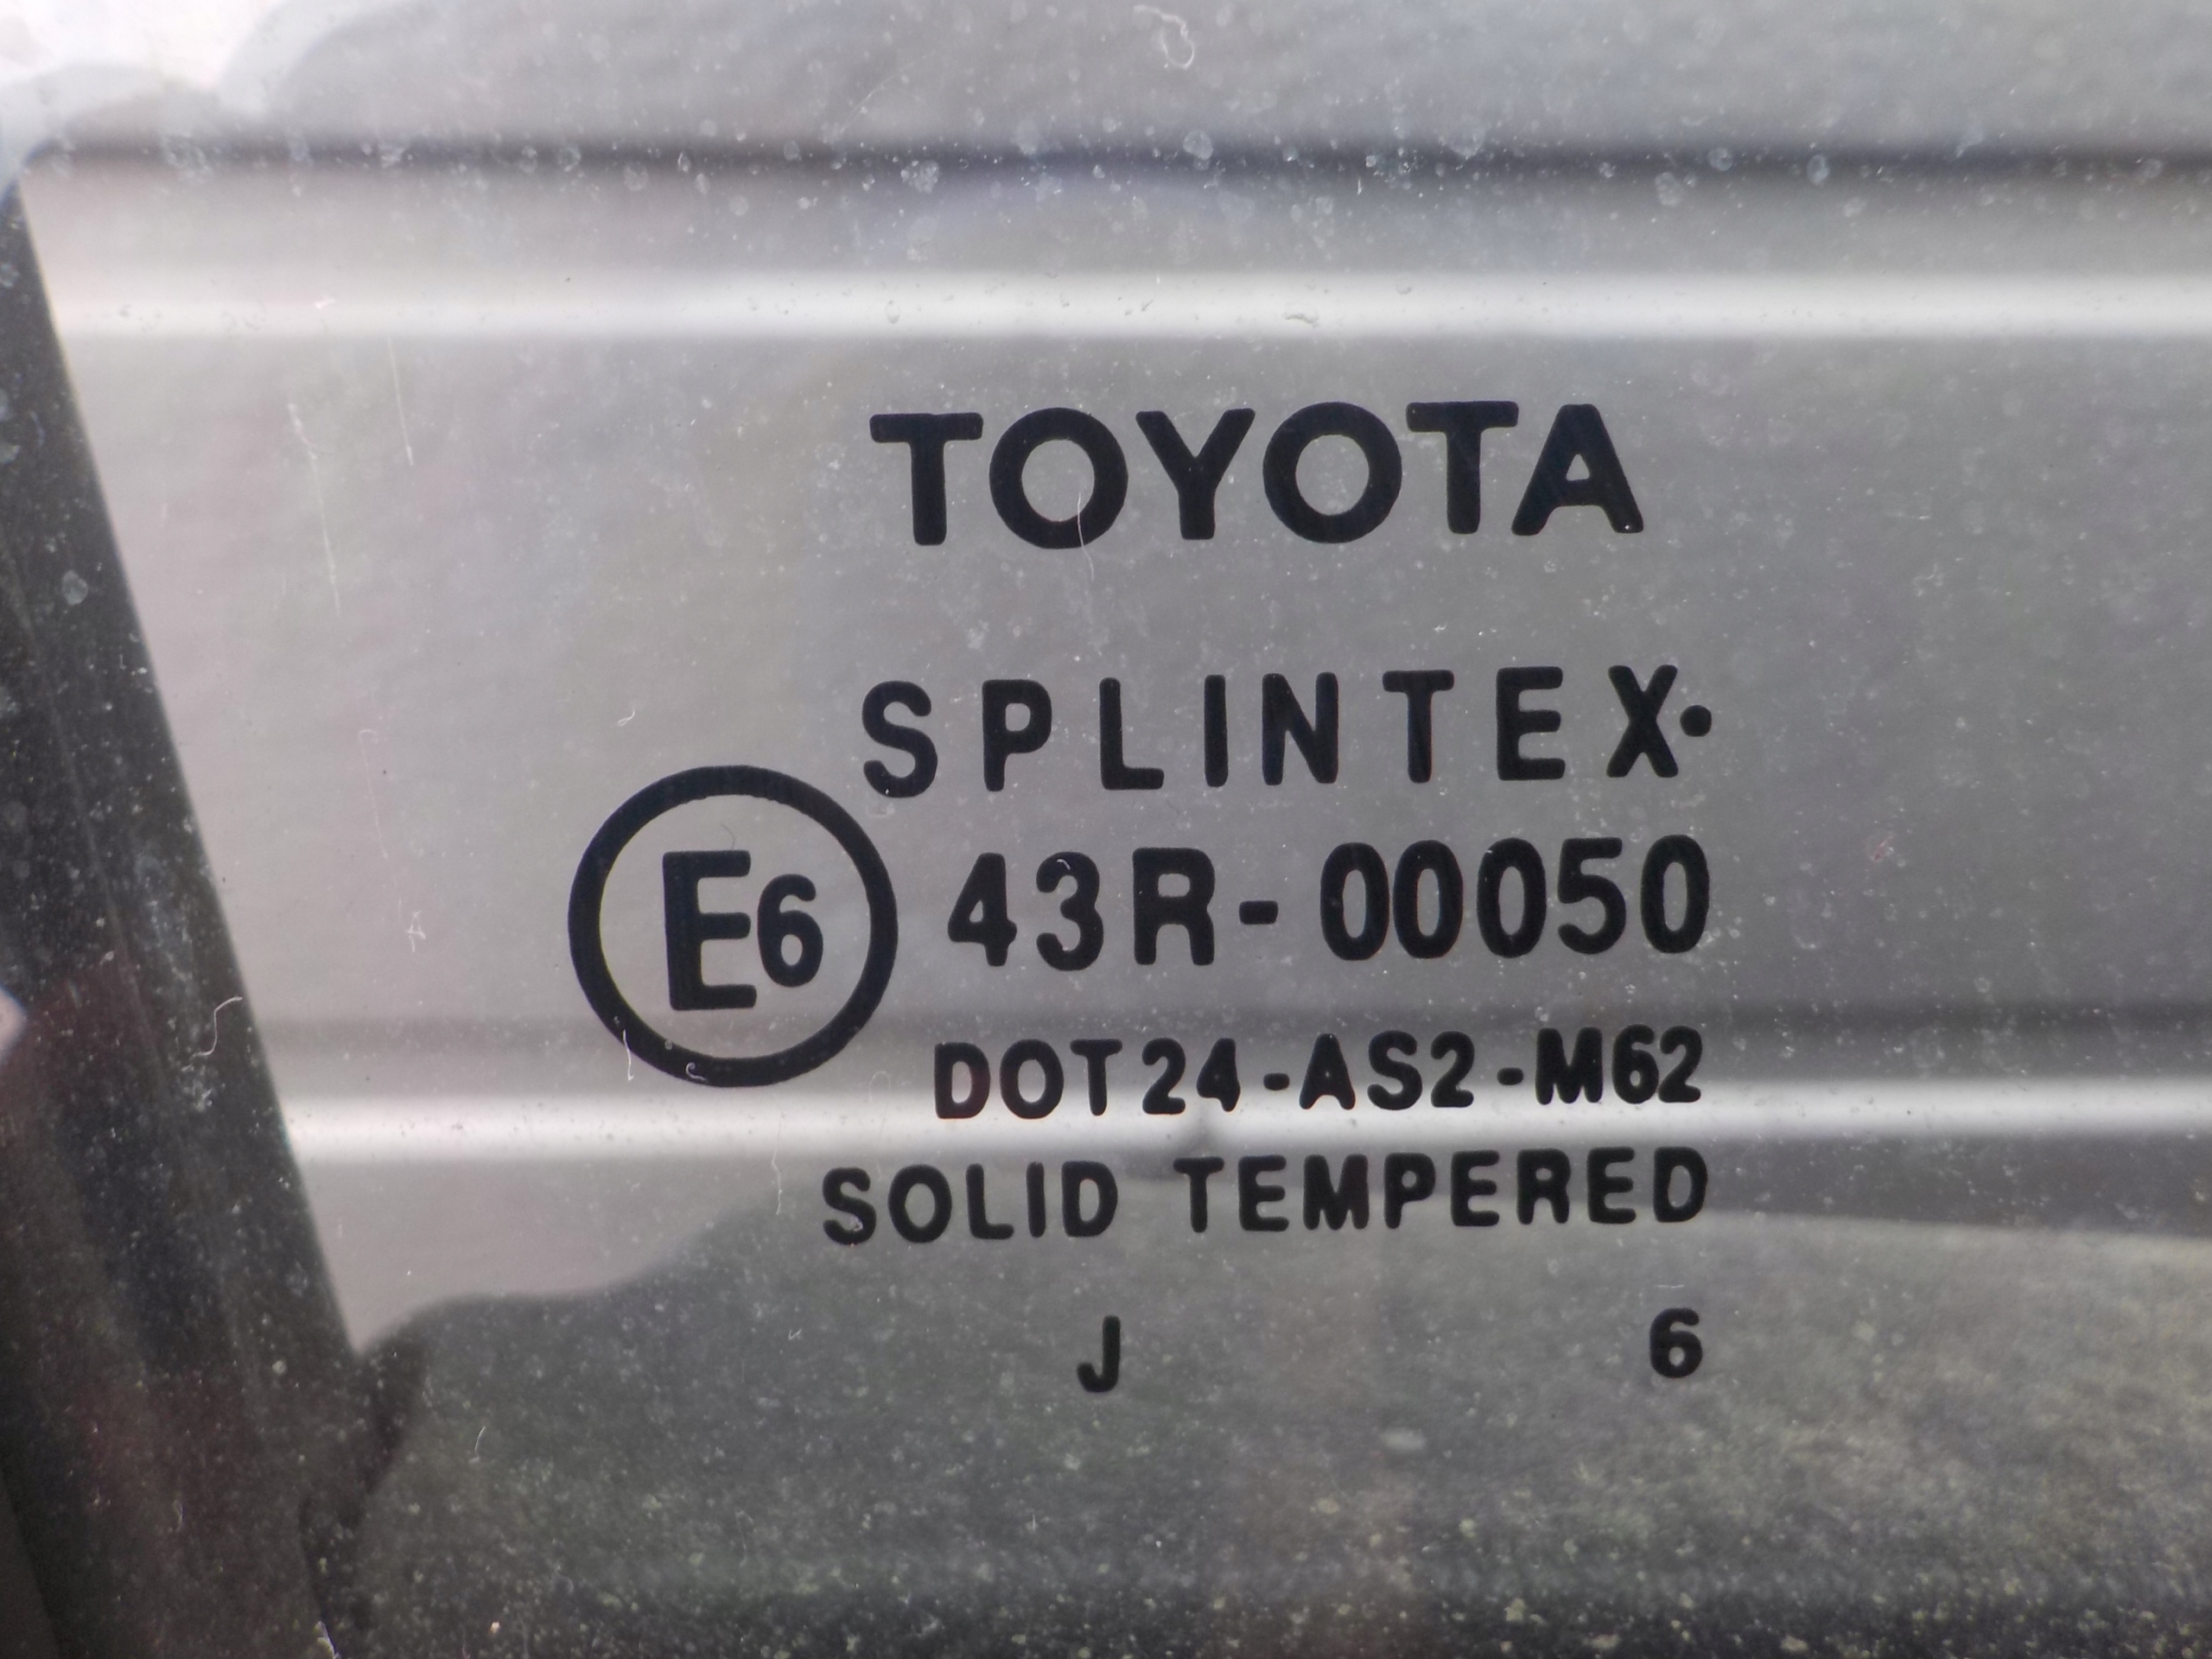 TOYOTA
SPLINTEX•
E6 43R-00050
DOT24-AS2-M62
SOLID TEMPERED
J 6